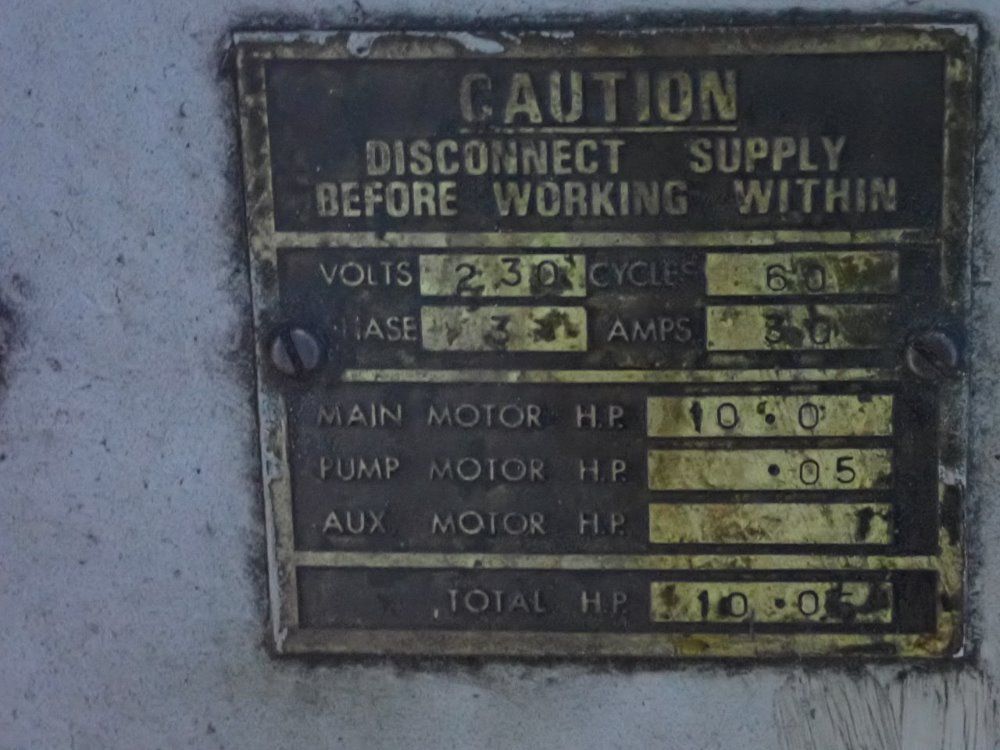 CAUTION
DISCONNECT SUPPLY
BEFORE WORKING WITHIN
VOLTS 230 CYCLES 60
PHASE 3 AMPS 30
MAIN MOTOR H.P. 10.0
PUMP MOTOR H.P. .05
AUX. MOTOR H.P.
TOTAL H.P. 10.05